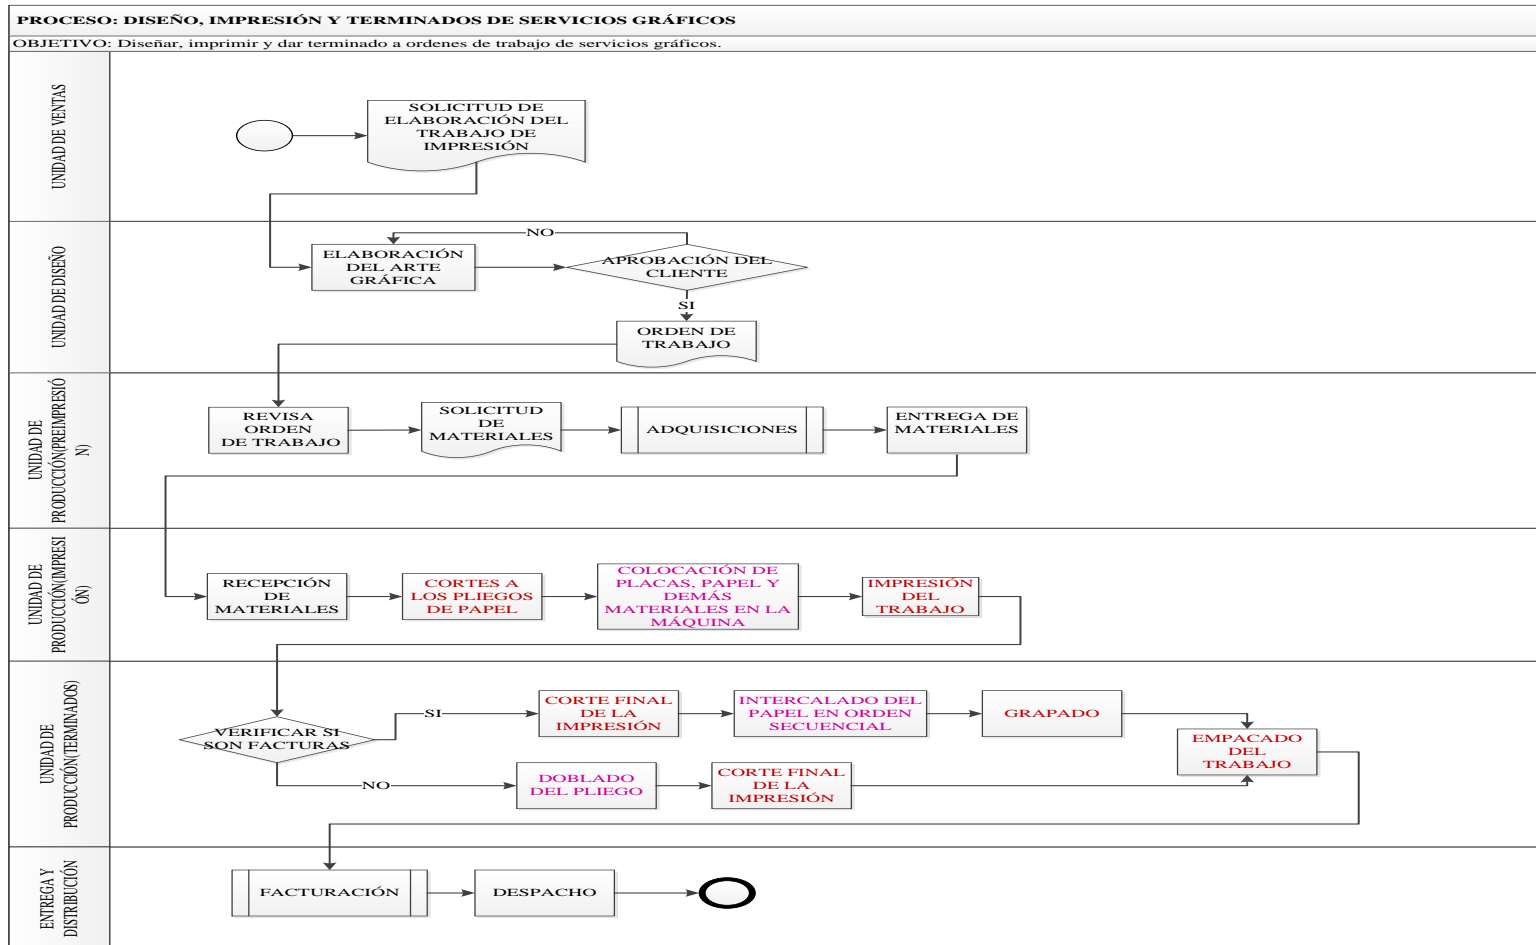 PROCESO: DISEÑO, IMPRESIÓN Y TERMINADOS DE SERVICIOS GRÁFICOS
OBJETIVO: Diseñar, imprimir y dar terminado a ordenes de trabajo de servicios gráficos.
UNIDAD DE VENTAS
SOLICITUD DE
ELABORACIÓN DEL
TRABAJO DE
IMPRESIÓN
UNIDAD DE DISEÑO
ELABORACIÓN
DEL ARTE
GRÁFICA
NO
APROBACIÓN DEL
CLIENTE
SI
ORDEN DE
TRABAJO
UNIDAD DE
PRODUCCIÓN(PREIMPRESIÓ
N)
REVISA
ORDEN
DE TRABAJO
SOLICITUD
DE
MATERIALES
ADQUISICIONES
ENTREGA DE
MATERIALES
UNIDAD DE
PRODUCCIÓN(IMPRESI
ÓN)
RECEPCIÓN
DE
MATERIALES
CORTES A
LOS PLIEGOS
DE PAPEL
COLOCACIÓN DE
PLACAS, PAPEL Y
DEMÁS
MATERIALES EN LA
MÁQUINA
IMPRESIÓN
DEL
TRABAJO
UNIDAD DE
PRODUCCIÓN(TERMINADOS)
VERIFICAR SI
SON FACTURAS
SI
CORTE FINAL
DE LA
IMPRESIÓN
INTERCALADO DEL
PAPEL EN ORDEN
SECUENCIAL
GRAPADO
EMPACADO
DEL
TRABAJO
NO
DOBLADO
DEL PLIEGO
CORTE FINAL
DE LA
IMPRESIÓN
ENTREGA Y
DISTRIBUCIÓN
FACTURACIÓN
DESPACHO